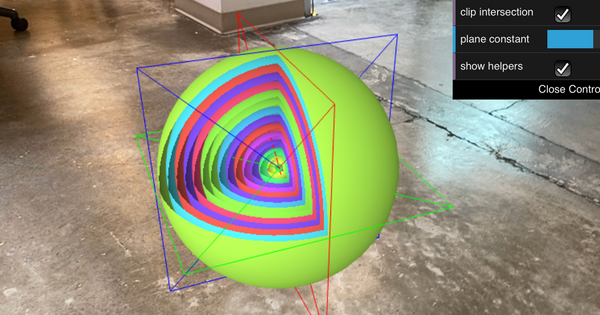 clip intersection
plane constant
show helpers
Close Contro